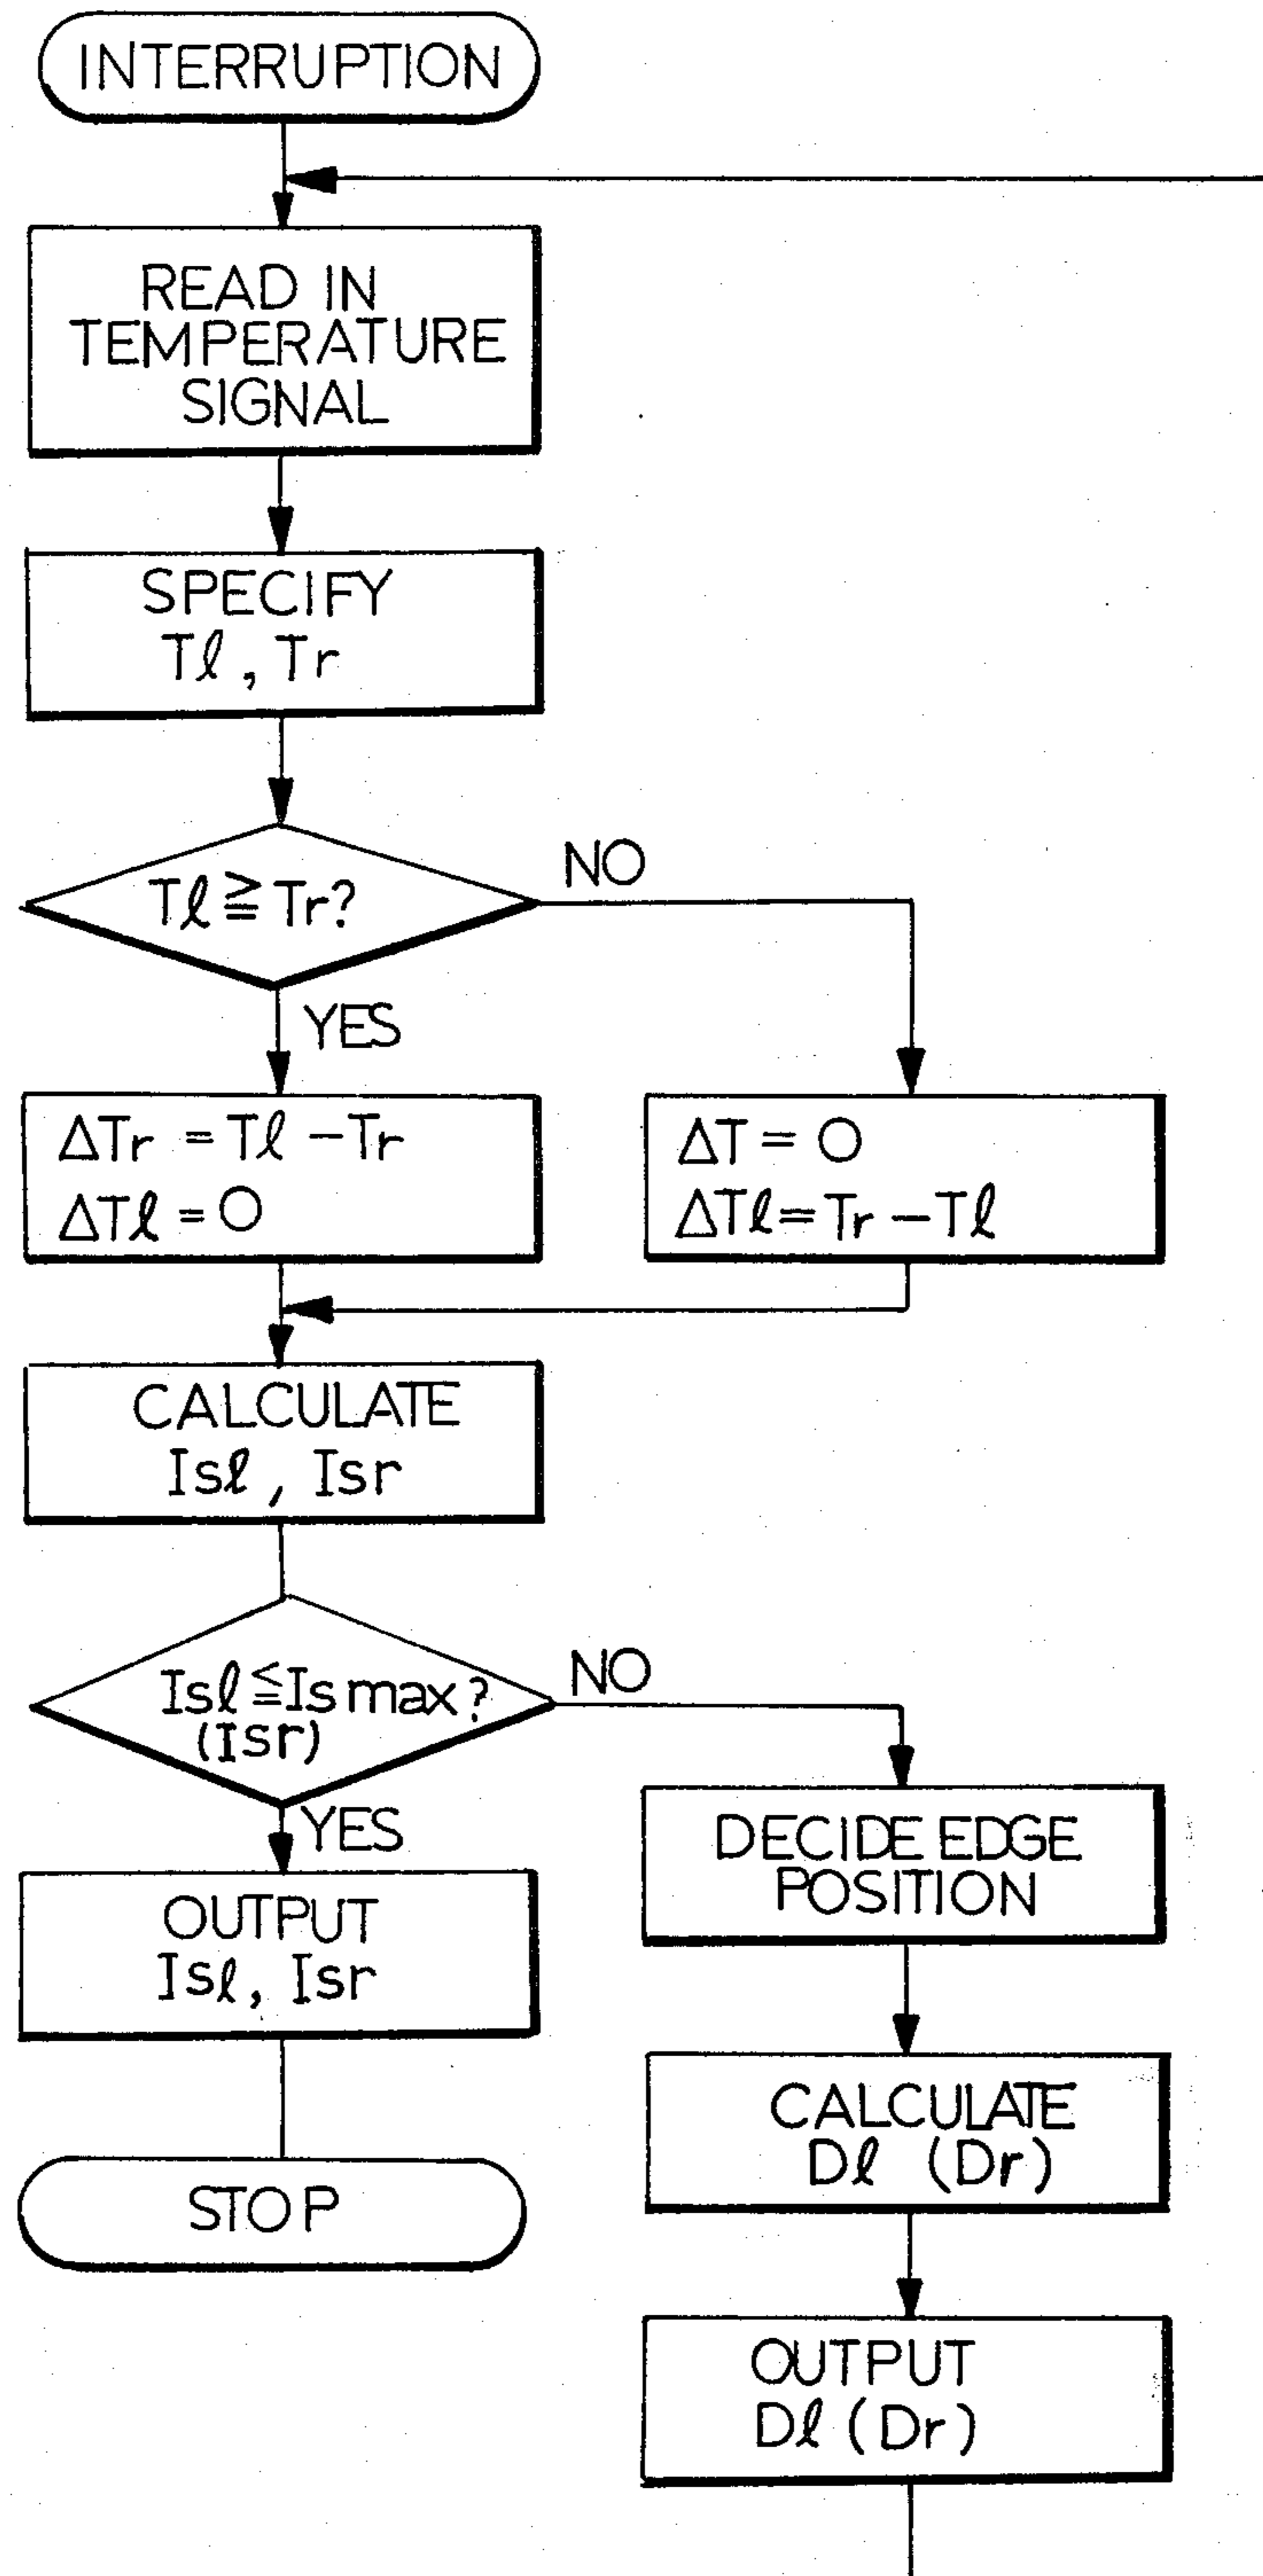 INTERRUPTION
READ IN
TEMPERATURE
SIGNAL
SPECIFY
Tℓ, Tr
Tℓ ≧ Tr?
NO
YES
ΔTr = Tℓ - Tr
ΔTℓ = O
ΔT = O
ΔTℓ = Tr - Tℓ
CALCULATE
Isℓ, Isr
Isℓ ≦ Is max?
(Isr)
NO
YES
OUTPUT
Isℓ, Isr
STOP
DECIDE EDGE
POSITION
CALCULATE
Dℓ (Dr)
OUTPUT
Dℓ (Dr)